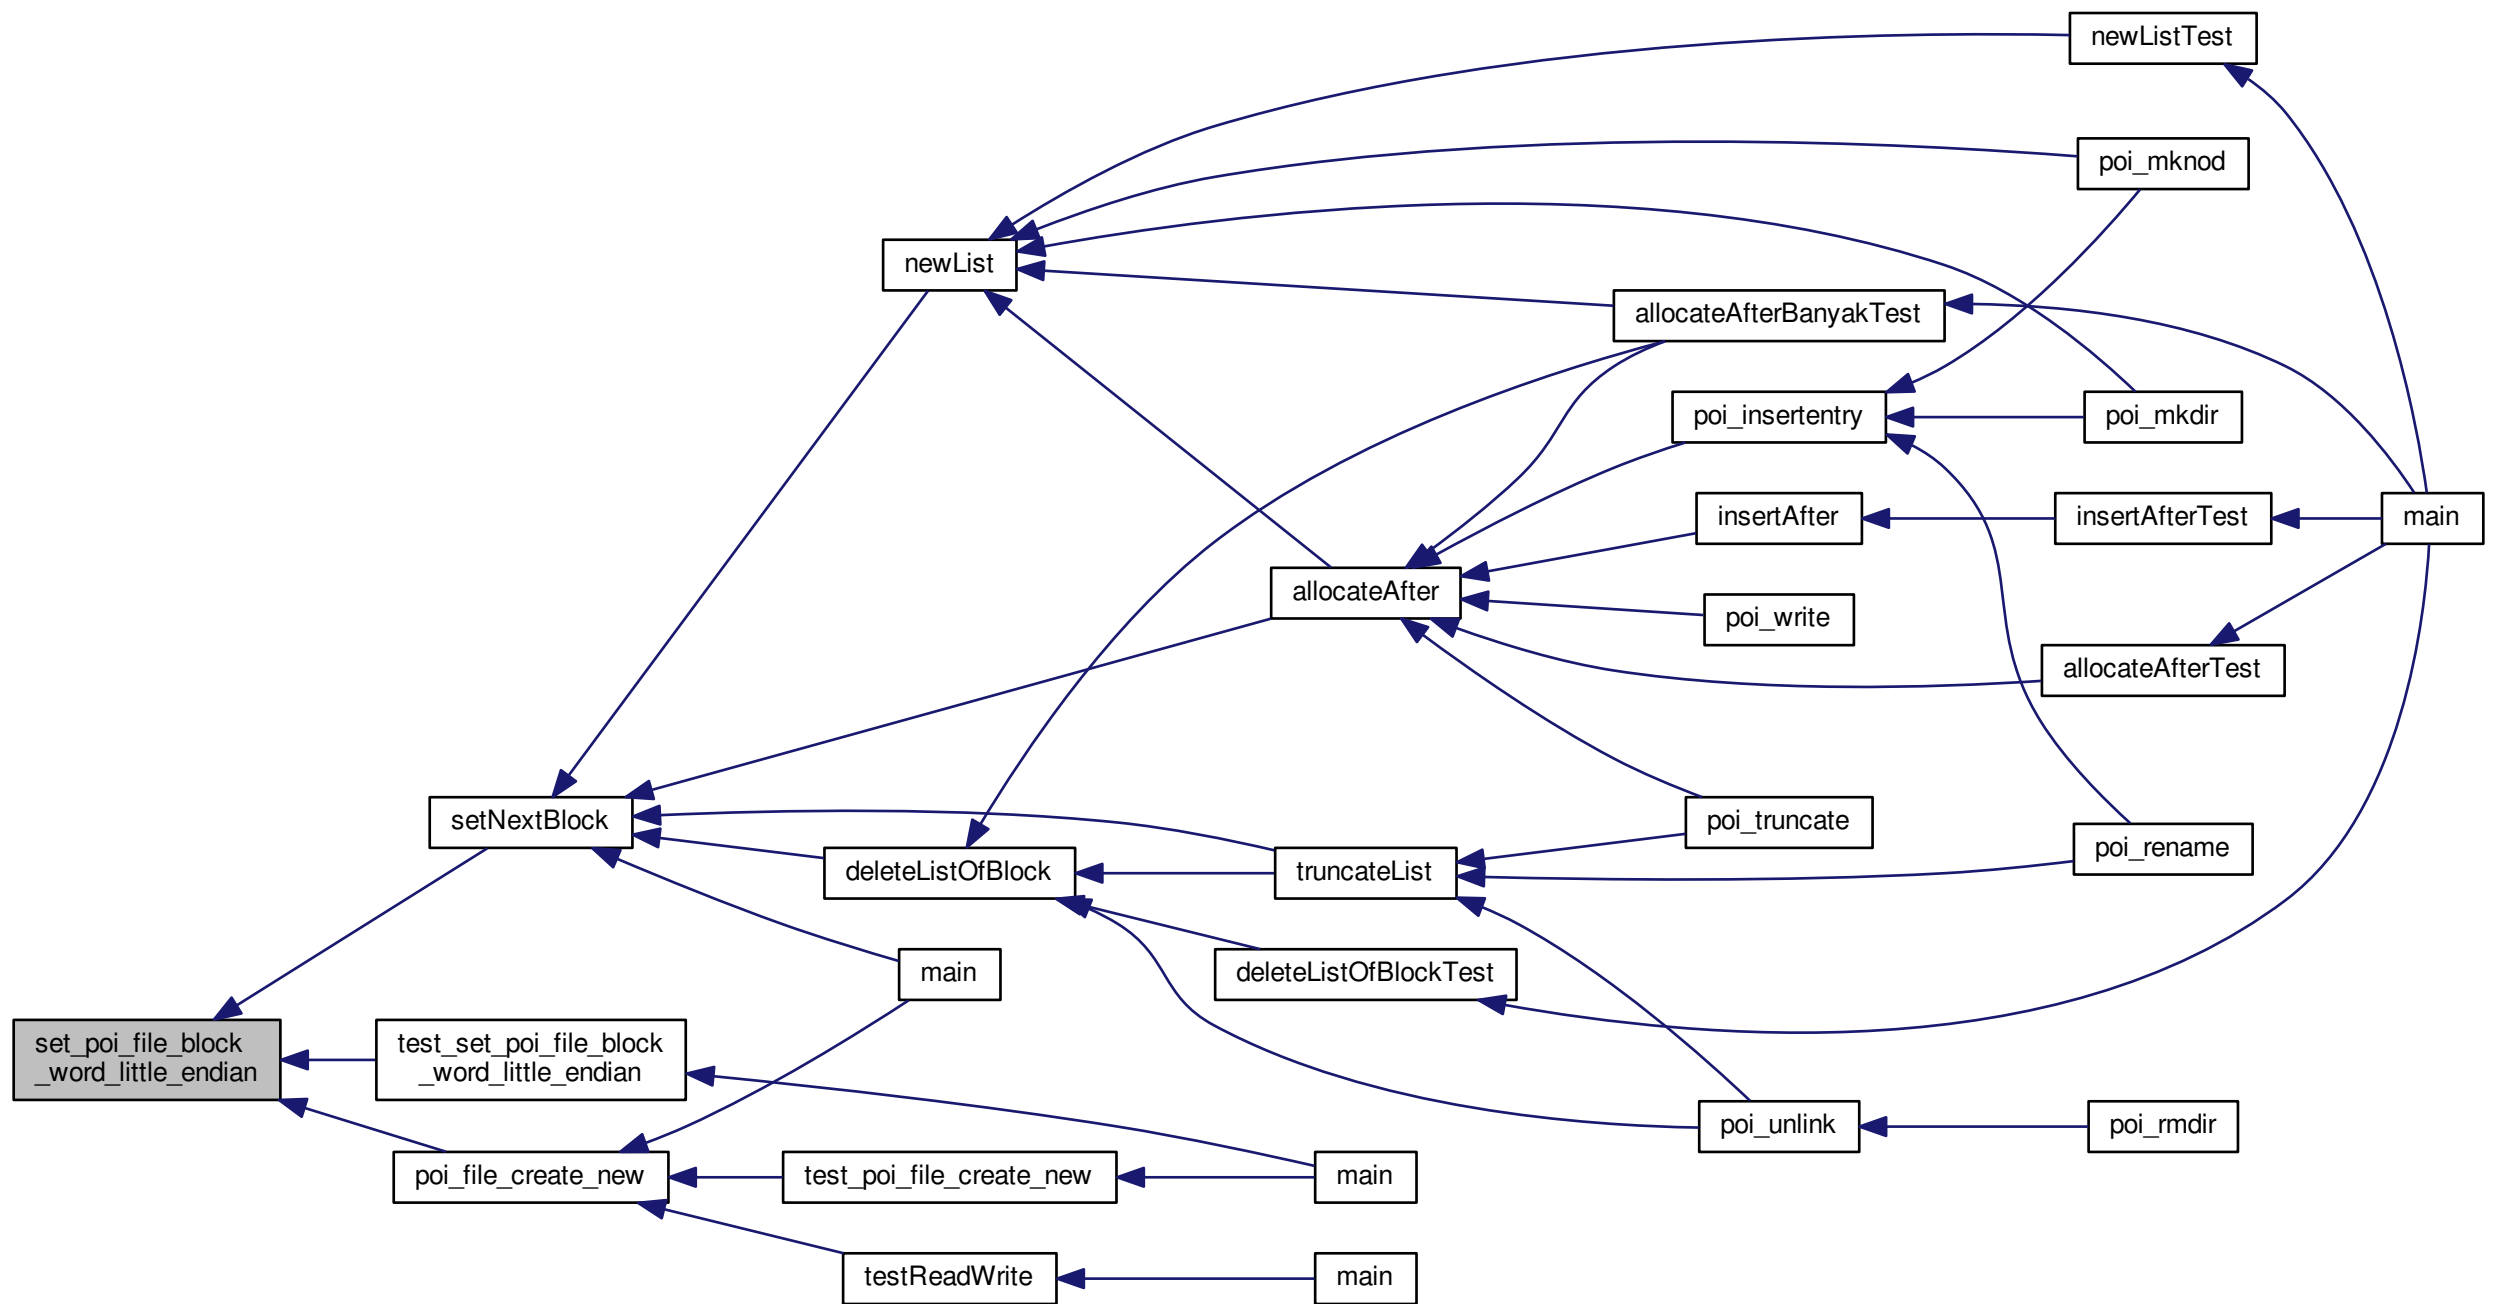 newListTest
poi_mknod
newList
allocateAfterBanyakTest
poi_insertentry
poi_mkdir
insertAfter
insertAfterTest
main
allocateAfter
poi_write
allocateAfterTest
setNextBlock
poi_truncate
poi_rename
deleteListOfBlock
truncateList
main
deleteListOfBlockTest
set_poi_file_block
_word_little_endian
test_set_poi_file_block
_word_little_endian
poi_unlink
poi_rmdir
poi_file_create_new
test_poi_file_create_new
main
testReadWrite
main